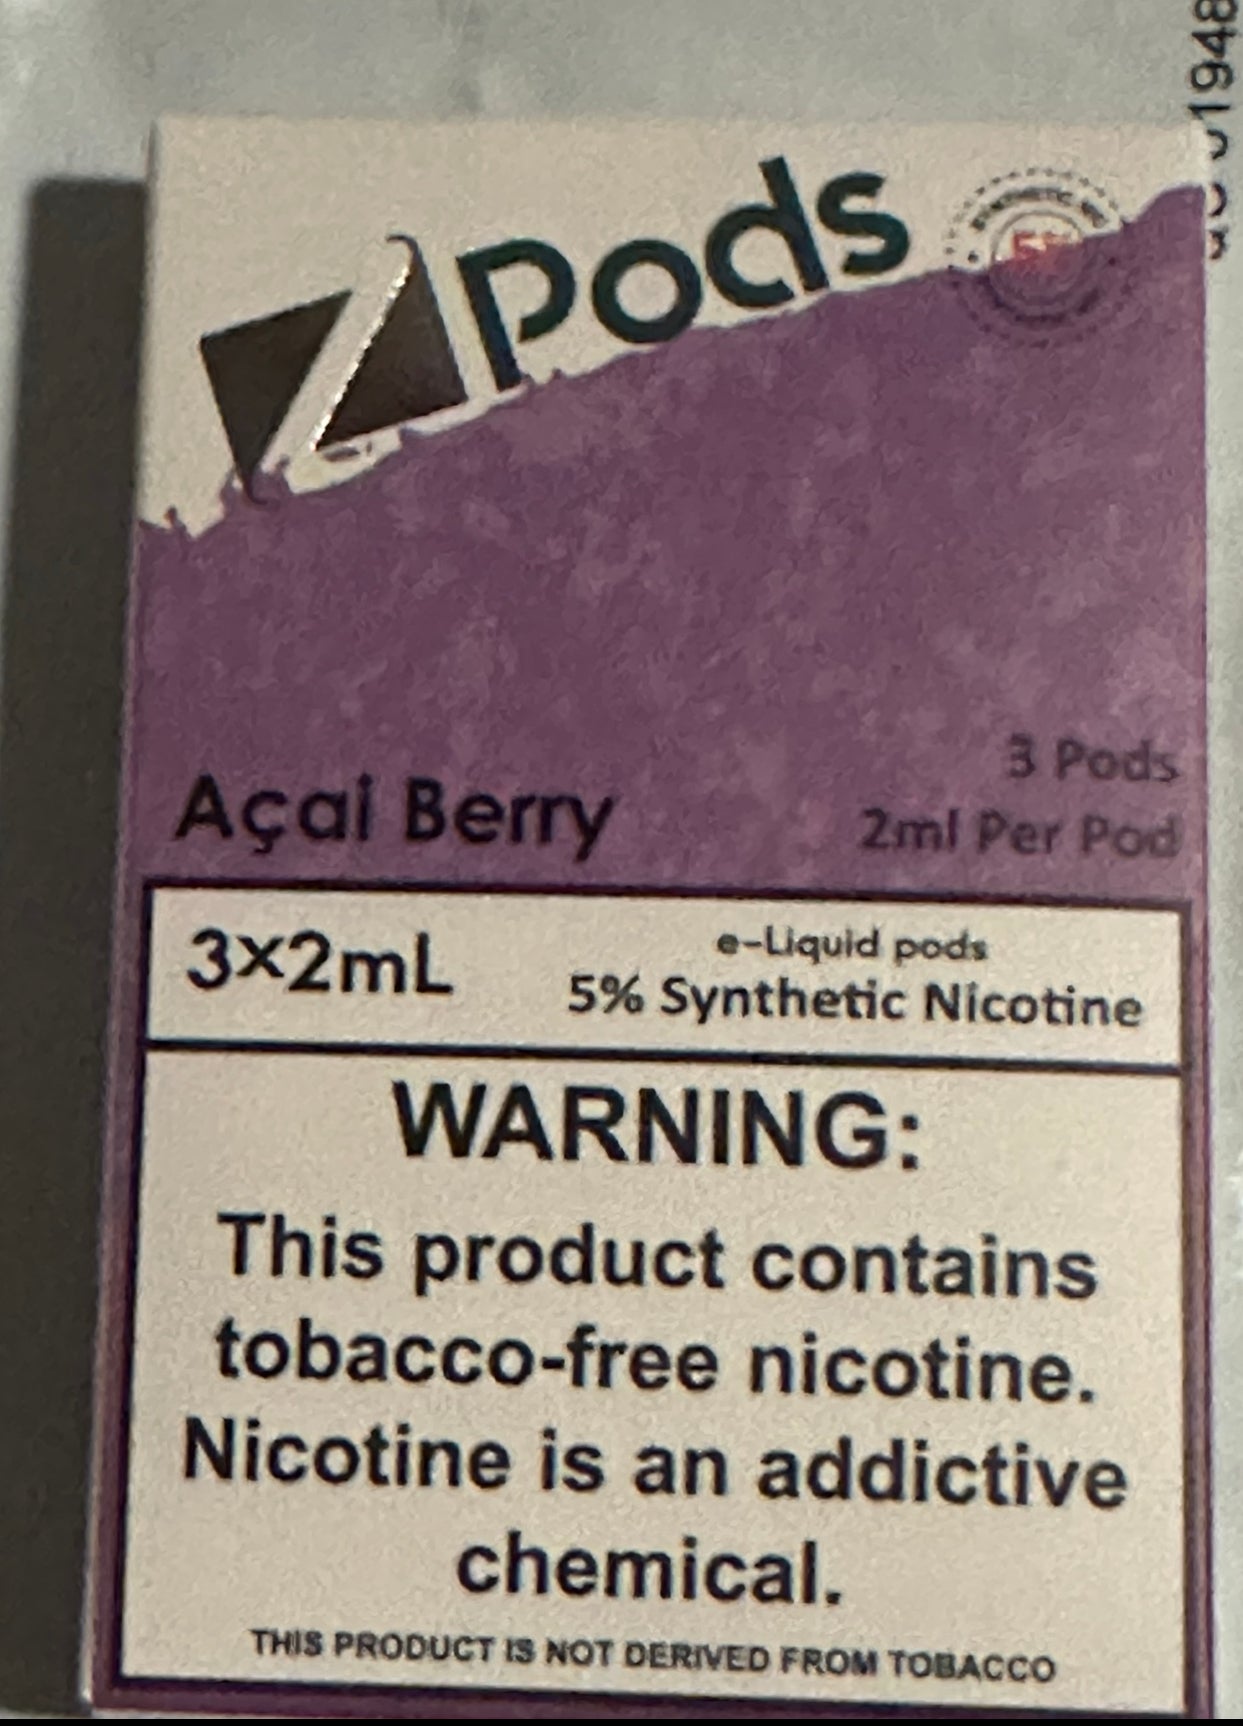 Z Pods
Açai Berry
3 Pods
2ml Per Pod
3×2mL
e-Liquid pods
5% Synthetic Nicotine
WARNING:
This product contains
tobacco-free nicotine.
Nicotine is an addictive
chemical.
THIS PRODUCT IS NOT DERIVED FROM TOBACCO